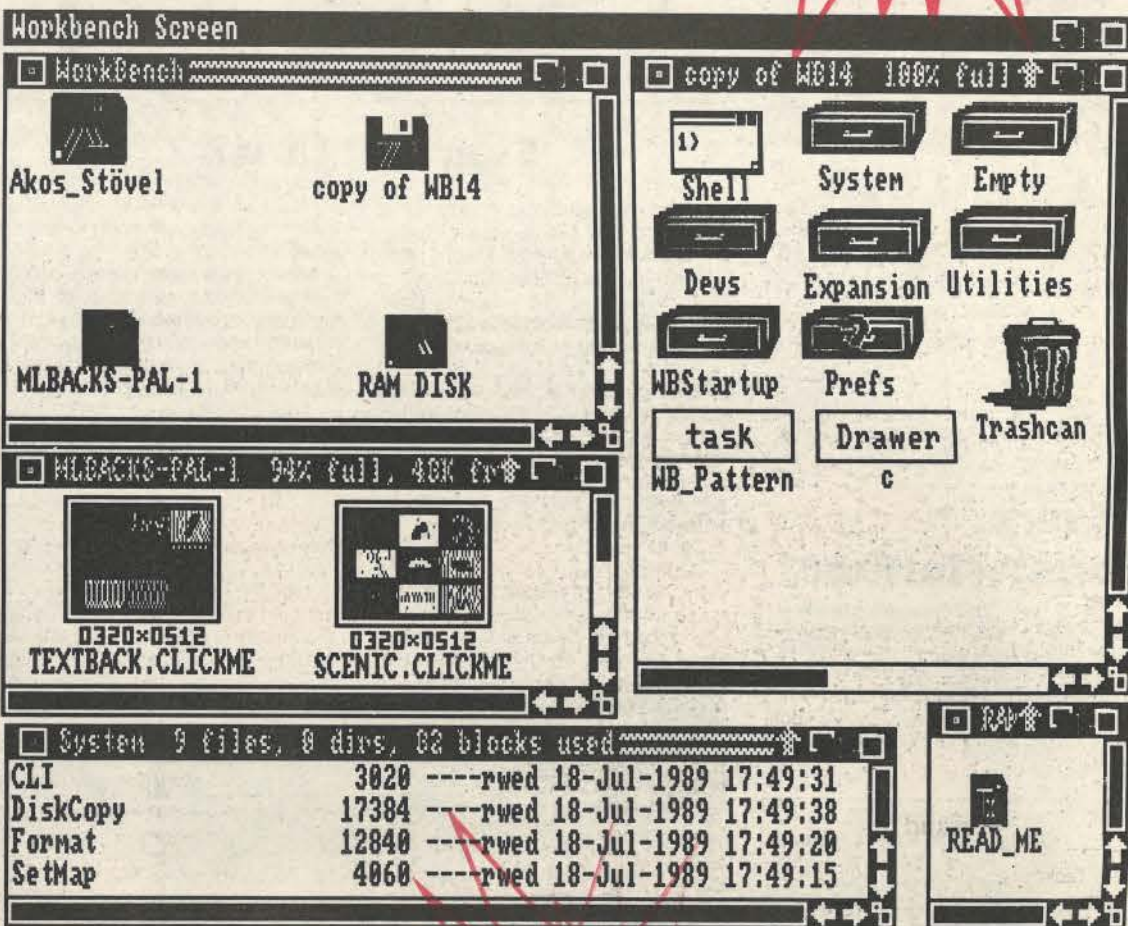 Workbench Screen
WorkBench
Akos_Stövel
copy of WB14
MLBACKS-PAL-1
RAM DISK
copy of WB14 100% full
1>
Shell
System
Empty
Devs
Expansion
Utilities
WBStartup
Prefs
Trashcan
task
WB_Pattern
Drawer
c
MLBACKS-PAL-1 94% full, 48K fr
0320×0512
TEXTBACK.CLICKME
0320×0512
SCENIC.CLICKME
System 9 files, 0 dirs, 82 blocks used
CLI 3020 ----rwed 18-Jul-1989 17:49:31
DiskCopy 17384 ----rwed 18-Jul-1989 17:49:38
Format 12840 ----rwed 18-Jul-1989 17:49:20
SetMap 4060 ----rwed 18-Jul-1989 17:49:15
RAM
READ_ME